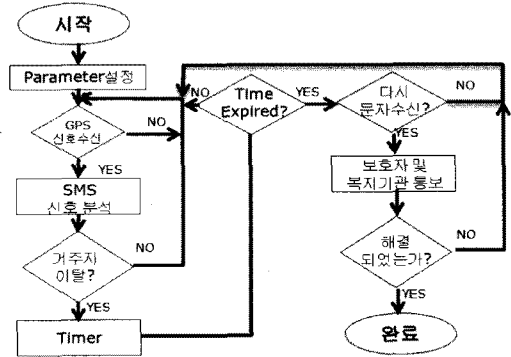 시작
Parameter설정
GPS
신호수신
NO
YES
SMS
신호 분석
거주지
이탈?
NO
YES
Timer
NO
Time
Expired?
YES
다시
문자수신?
NO
YES
보호자 및
복지기관 통보
해결
되었는가?
NO
YES
완료